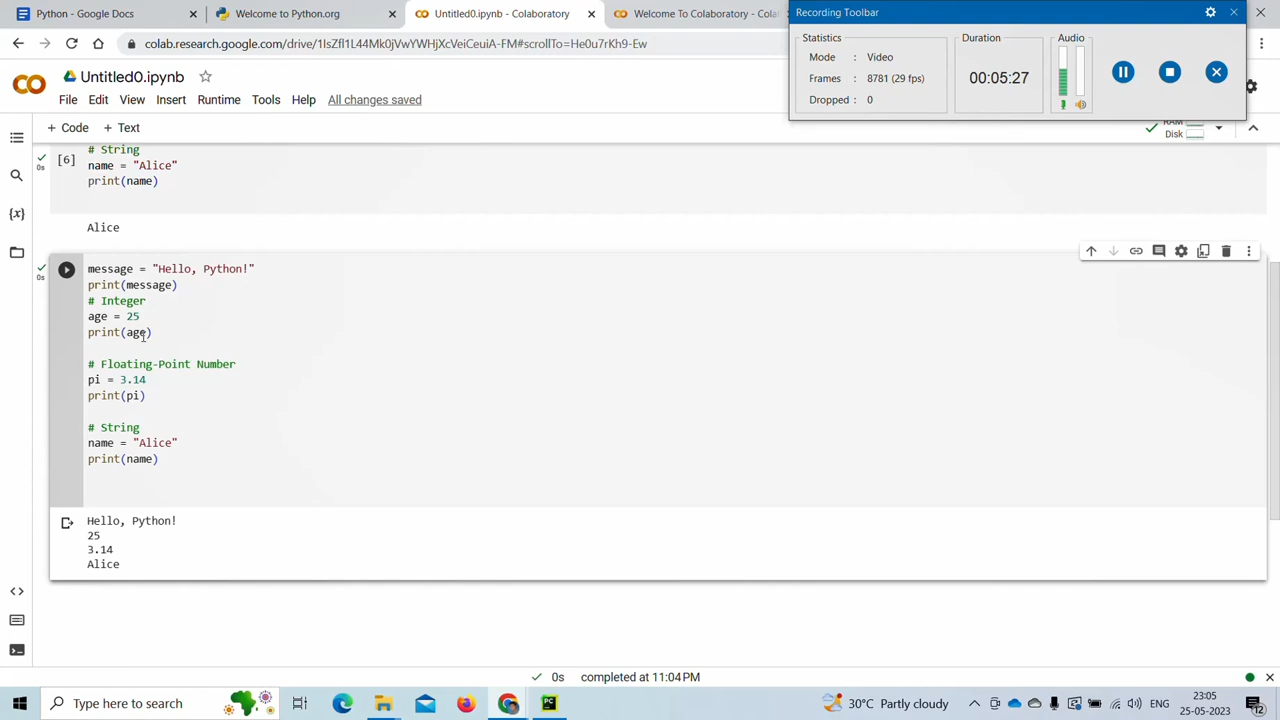 Python - Google Docs
Welcome to Python.org
Untitled0.ipynb - Colaboratory
Welcome To Colaboratory - Cola
Recording Toolbar
Statistics
Mode : Video
Frames : 8781 (29 fps)
Dropped : 0
Duration
00:05:27
Audio
colab.research.google.com/drive/1IsZfl1L44Mk0jVwYWHjXcVeiCeuiA-FM#scrollTo=He0u7rKh9-Ew
Untitled0.ipynb
File Edit View Insert Runtime Tools Help All changes saved
+ Code + Text
RAM
Disk
0s
[6]
# String
name = "Alice"
print(name)
Alice
0s
message = "Hello, Python!"
print(message)
# Integer
age = 25
print(age)
# Floating-Point Number
pi = 3.14
print(pi)
# String
name = "Alice"
print(name)
Hello, Python!
25
3.14
Alice
0s completed at 11:04 PM
Type here to search
30°C Partly cloudy
ENG
23:05
25-05-2023
12